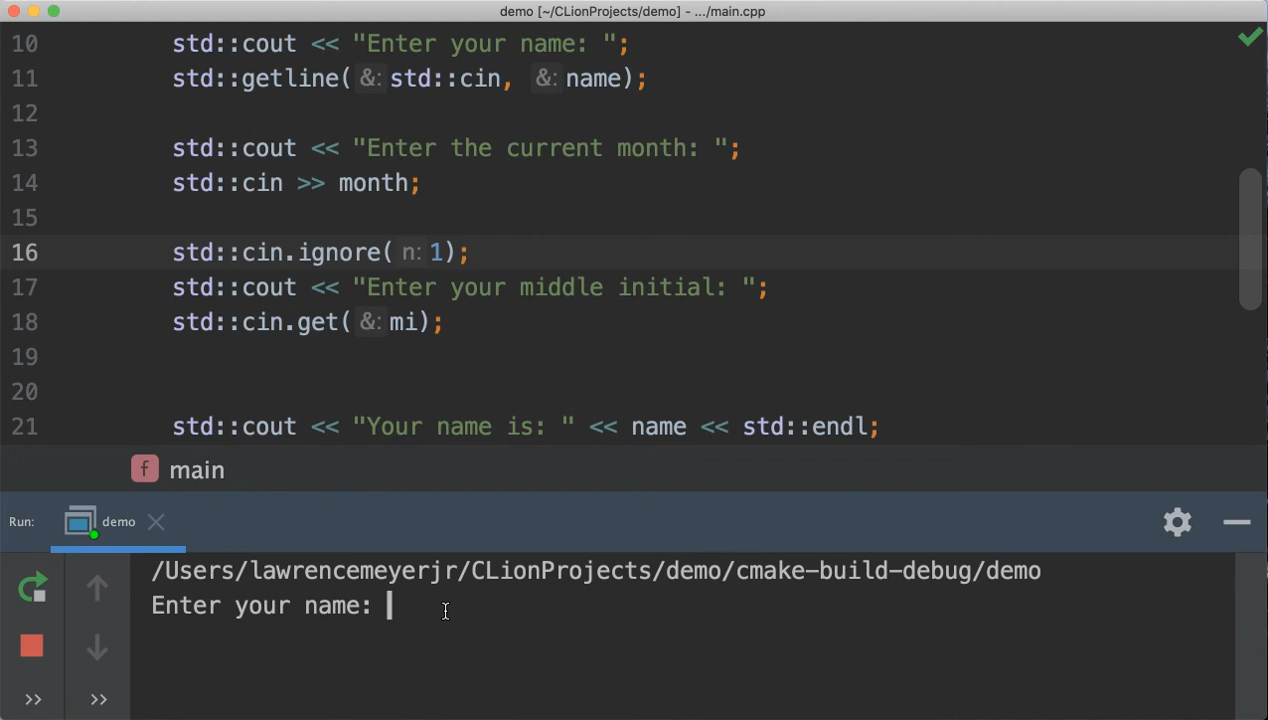 demo [~/CLionProjects/demo] - .../main.cpp
10 std::cout << "Enter your name: ";
11 std::getline( &: std::cin, &: name);
12
13 std::cout << "Enter the current month: ";
14 std::cin >> month;
15
16 std::cin.ignore( n: 1);
17 std::cout << "Enter your middle initial: ";
18 std::cin.get( &: mi);
19
20
21 std::cout << "Your name is: " << name << std::endl;
f main
Run: demo
/Users/lawrencemeyerjr/CLionProjects/demo/cmake-build-debug/demo
Enter your name: